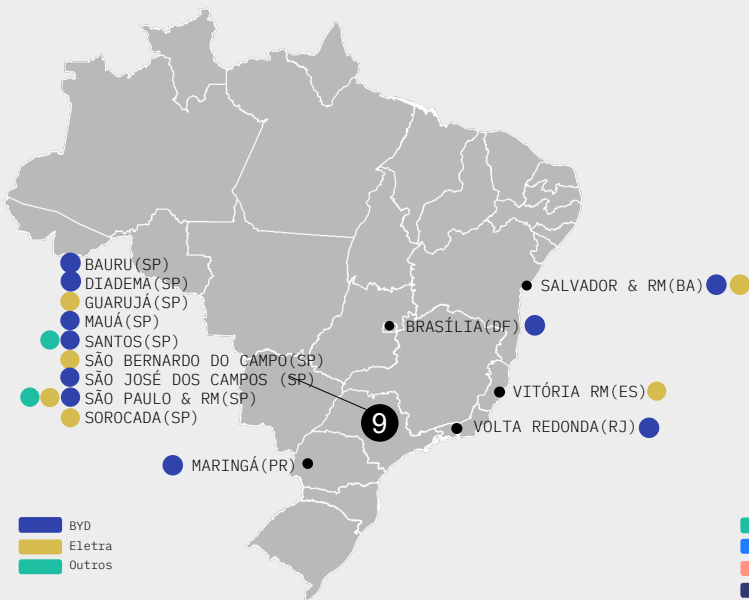 BAURU(SP)
DIADEMA(SP)
GUARUJÁ(SP)
MAUÁ(SP)
SANTOS(SP)
SÃO BERNARDO DO CAMPO(SP)
SÃO JOSÉ DOS CAMPOS (SP)
SÃO PAULO & RM(SP)
SOROCADA(SP)
9
MARINGÁ(PR)
SALVADOR & RM(BA)
BRASÍLIA(DF)
VITÓRIA RM(ES)
VOLTA REDONDA(RJ)
BYD
Eletra
Outros